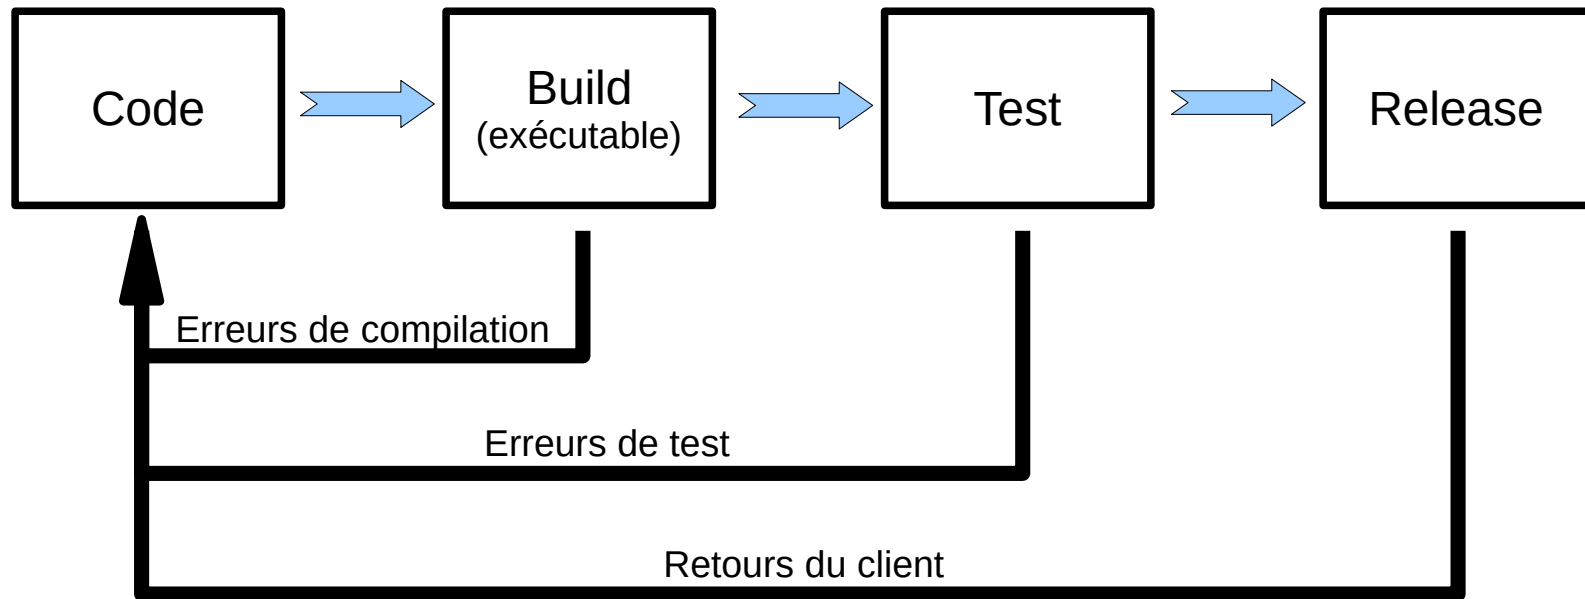 Code
Build
(exécutable)
Test
Release
Erreurs de compilation
Erreurs de test
Retours du client